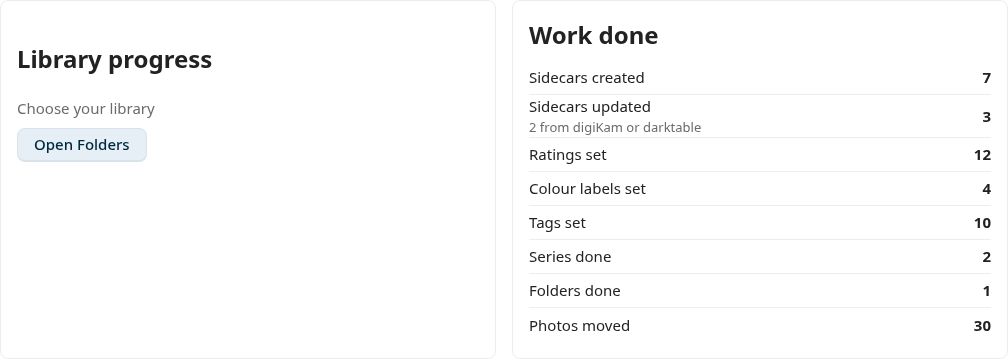 Library progress
Choose your library
Open Folders
Work done
Sidecars created 7
Sidecars updated 3
2 from digiKam or darktable
Ratings set 12
Colour labels set 4
Tags set 10
Series done 2
Folders done 1
Photos moved 30